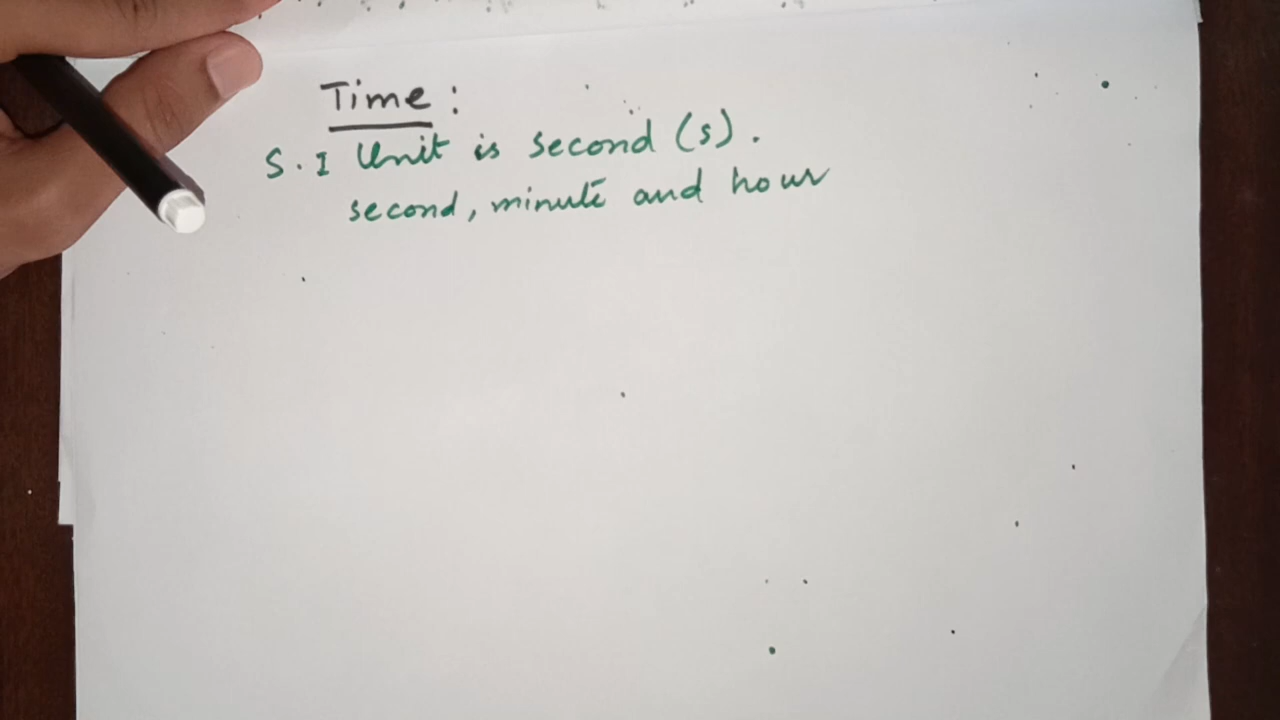 Time :
S.I Unit is second (s).
second, minute and hour